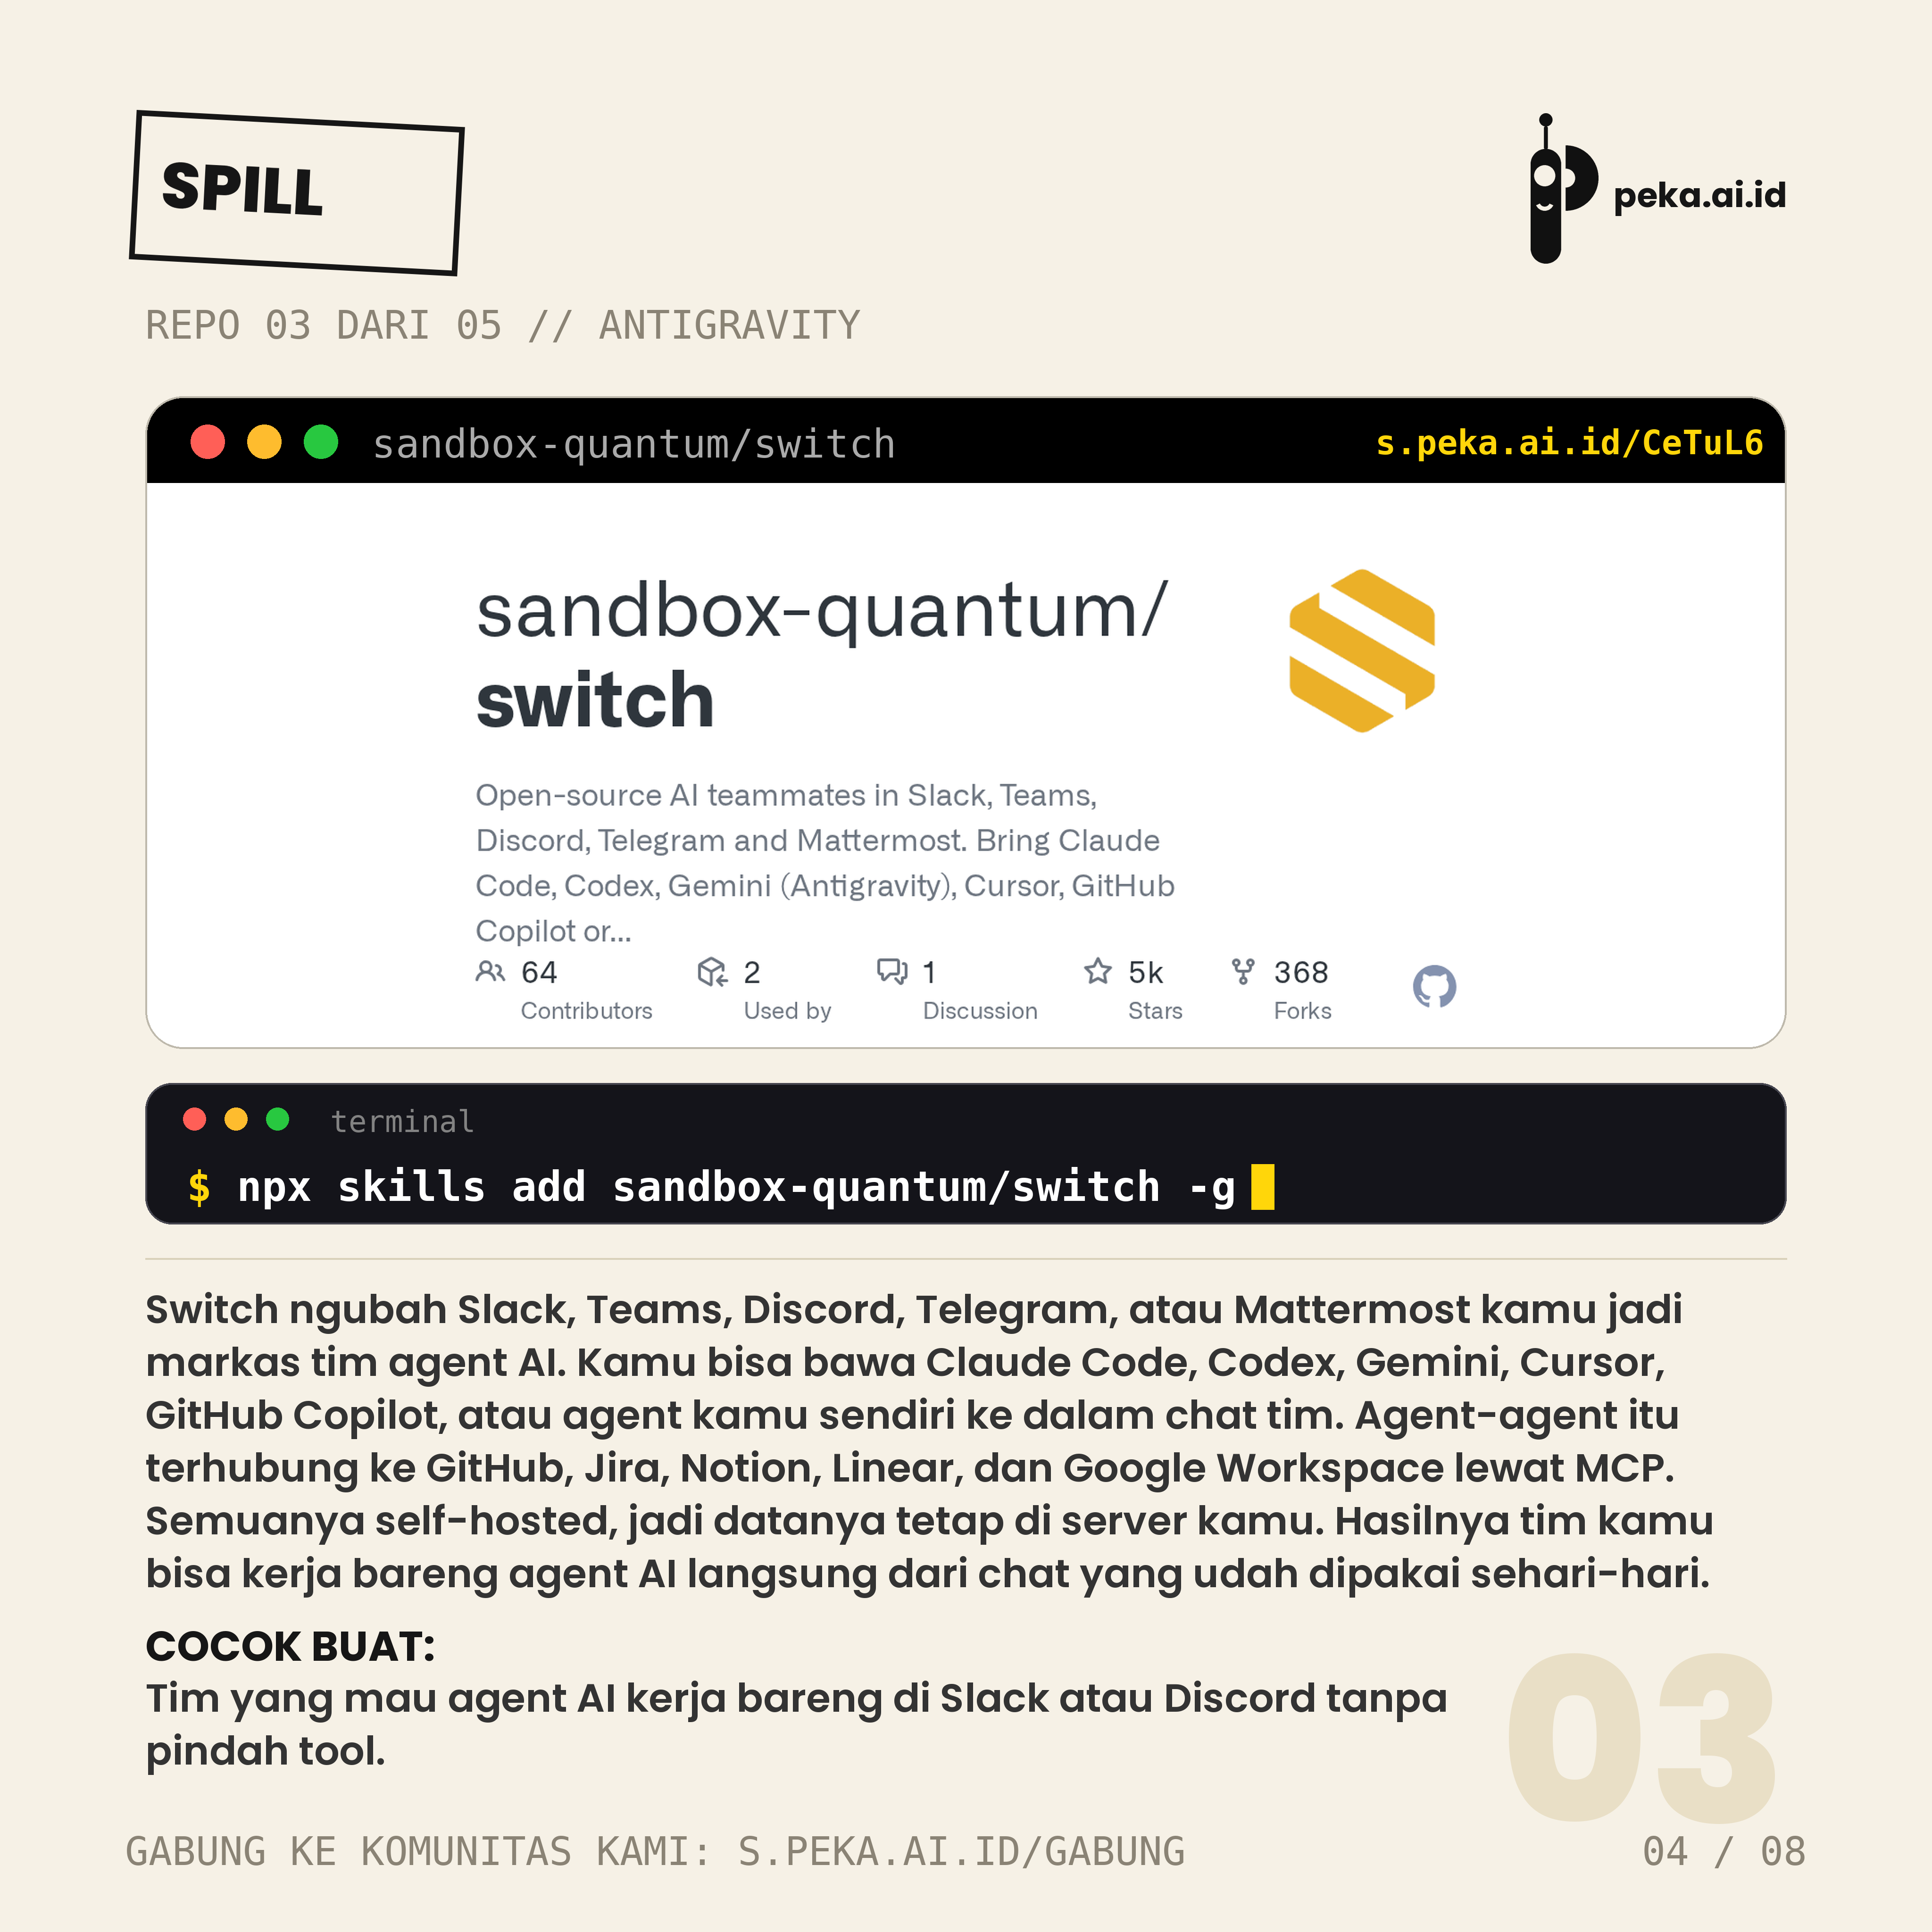 SPILL
peka.ai.id
REPO 03 DARI 05 // ANTIGRAVITY
sandbox-quantum/switch
s.peka.ai.id/CeTuL6
sandbox-quantum/
switch
Open-source AI teammates in Slack, Teams,
Discord, Telegram and Mattermost. Bring Claude
Code, Codex, Gemini (Antigravity), Cursor, GitHub
Copilot or...
64 2 1 5k 368
Contributors Used by Discussion Stars Forks
terminal
$ npx skills add sandbox-quantum/switch -g
Switch ngubah Slack, Teams, Discord, Telegram, atau Mattermost kamu jadi
markas tim agent AI. Kamu bisa bawa Claude Code, Codex, Gemini, Cursor,
GitHub Copilot, atau agent kamu sendiri ke dalam chat tim. Agent-agent itu
terhubung ke GitHub, Jira, Notion, Linear, dan Google Workspace lewat MCP.
Semuanya self-hosted, jadi datanya tetap di server kamu. Hasilnya tim kamu
bisa kerja bareng agent AI langsung dari chat yang udah dipakai sehari-hari.
COCOK BUAT:
Tim yang mau agent AI kerja bareng di Slack atau Discord tanpa
pindah tool.
03
GABUNG KE KOMUNITAS KAMI: S.PEKA.AI.ID/GABUNG
04 / 08